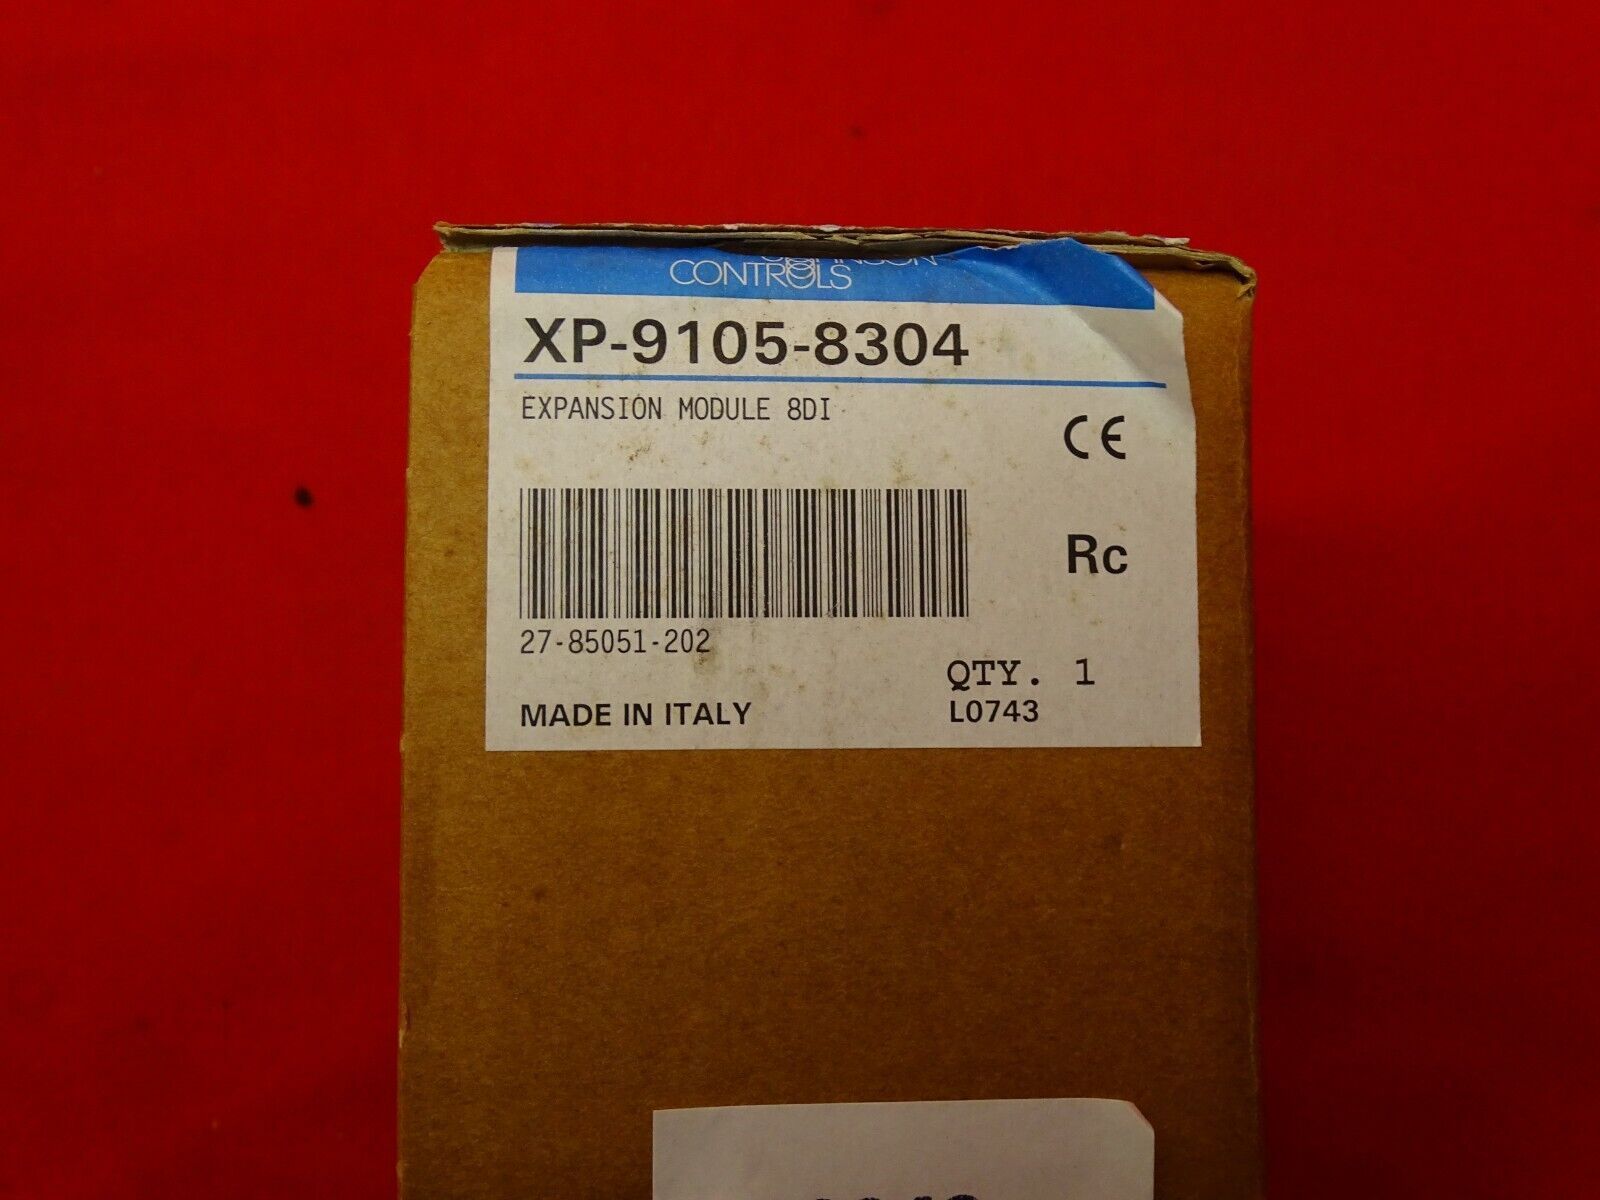 CONTROLS
XP-9105-8304
EXPANSION MODULE 8DI
CE
Rc
27-85051-202
QTY. 1
MADE IN ITALY
L0743